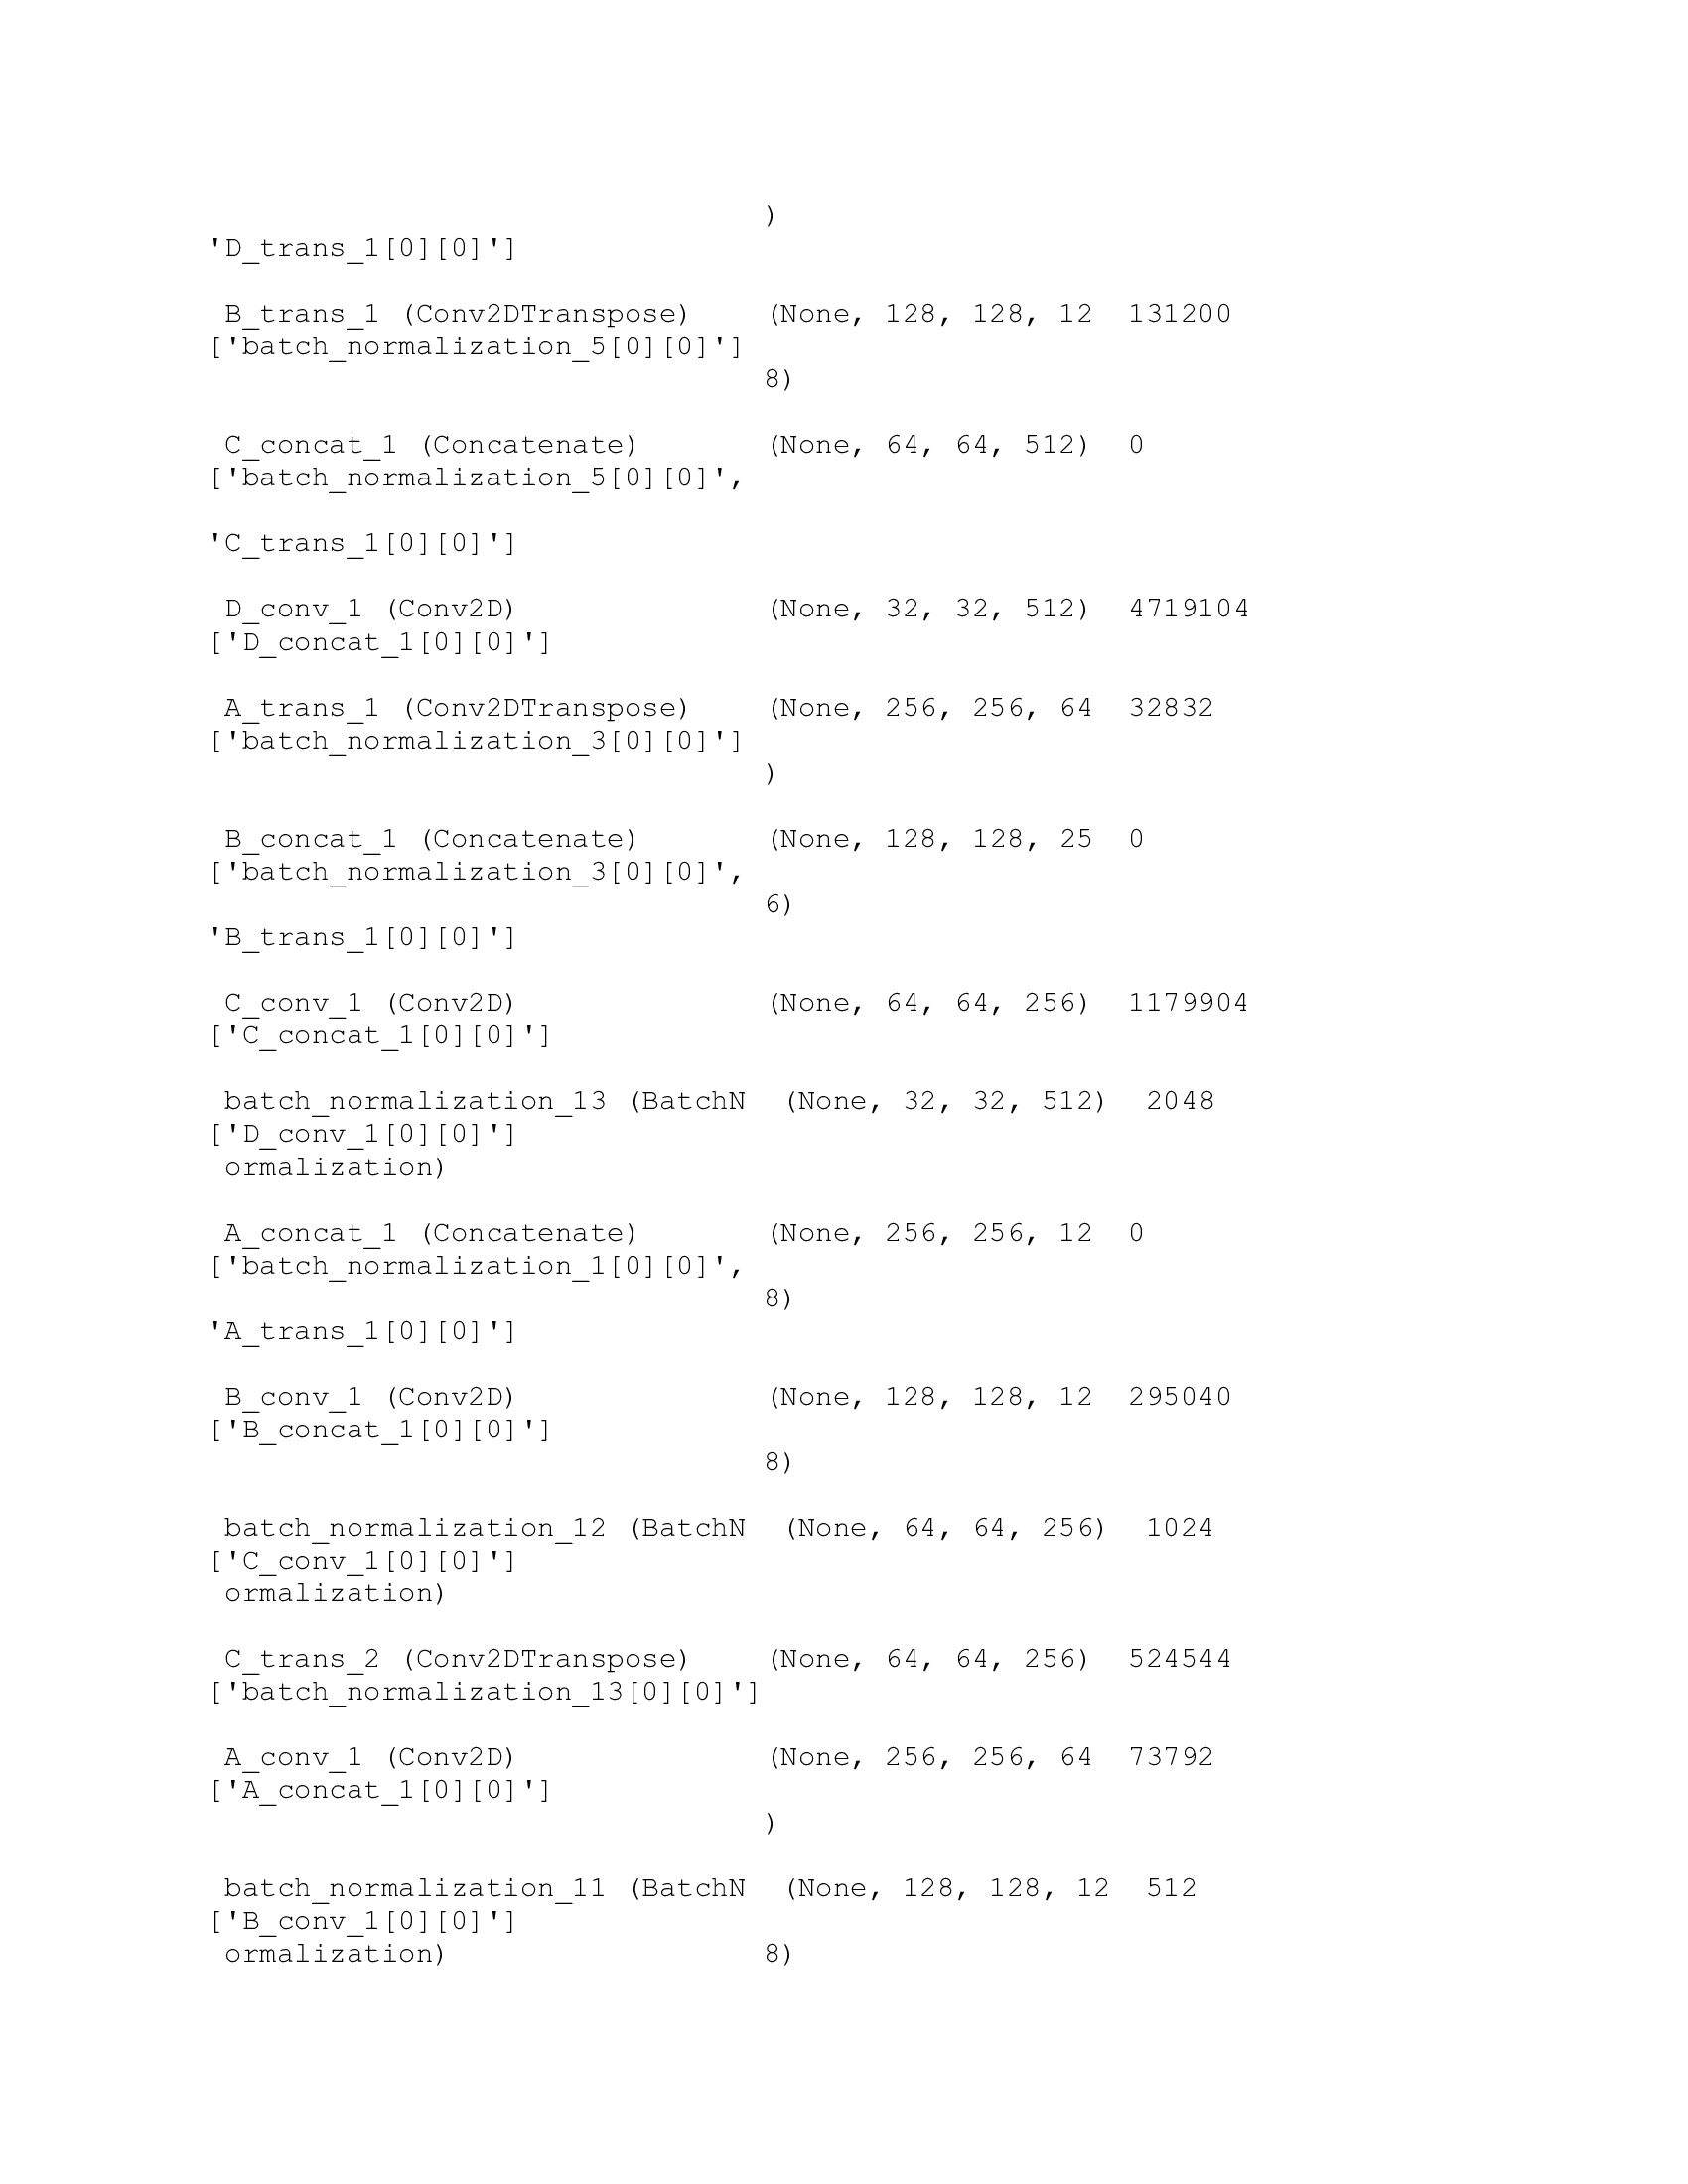 )
'D_trans_1[0][0]']
B_trans_1 (Conv2DTranspose) (None, 128, 128, 12 131200
['batch_normalization_5[0][0]']
8)
C_concat_1 (Concatenate) (None, 64, 64, 512) 0
['batch_normalization_5[0][0]',
'C_trans_1[0][0]']
D_conv_1 (Conv2D) (None, 32, 32, 512) 4719104
['D_concat_1[0][0]']
A_trans_1 (Conv2DTranspose) (None, 256, 256, 64 32832
['batch_normalization_3[0][0]']
)
B_concat_1 (Concatenate) (None, 128, 128, 25 0
['batch_normalization_3[0][0]',
6)
'B_trans_1[0][0]']
C_conv_1 (Conv2D) (None, 64, 64, 256) 1179904
['C_concat_1[0][0]']
batch_normalization_13 (BatchN (None, 32, 32, 512) 2048
['D_conv_1[0][0]']
ormalization)
A_concat_1 (Concatenate) (None, 256, 256, 12 0
['batch_normalization_1[0][0]',
8)
'A_trans_1[0][0]']
B_conv_1 (Conv2D) (None, 128, 128, 12 295040
['B_concat_1[0][0]']
8)
batch_normalization_12 (BatchN (None, 64, 64, 256) 1024
['C_conv_1[0][0]']
ormalization)
C_trans_2 (Conv2DTranspose) (None, 64, 64, 256) 524544
['batch_normalization_13[0][0]']
A_conv_1 (Conv2D) (None, 256, 256, 64 73792
['A_concat_1[0][0]']
)
batch_normalization_11 (BatchN (None, 128, 128, 12 512
['B_conv_1[0][0]']
ormalization) 8)